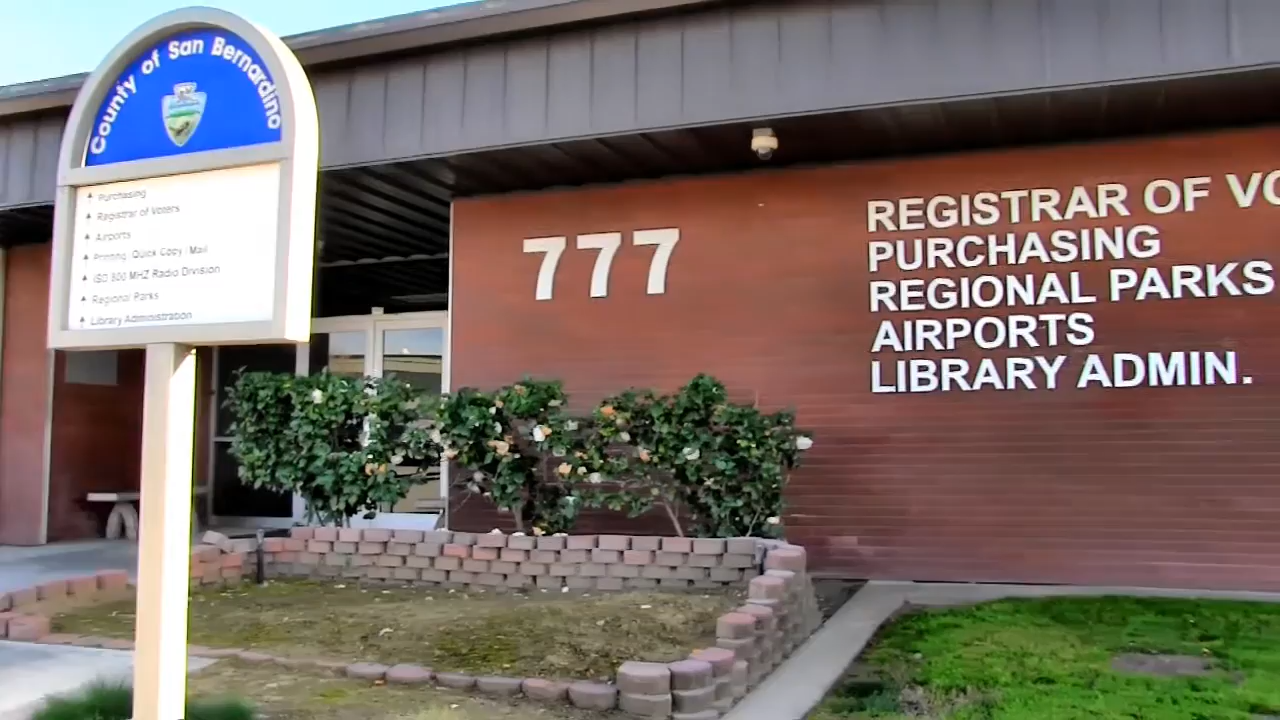 County of San Bernardino
Purchasing
Registrar of Voters
Airports
Printing Quick Copy / Mail
ISD 800 MHZ Radio Division
Regional Parks
Library Administration
777
REGISTRAR OF VO
PURCHASING
REGIONAL PARKS
AIRPORTS
LIBRARY ADMIN.